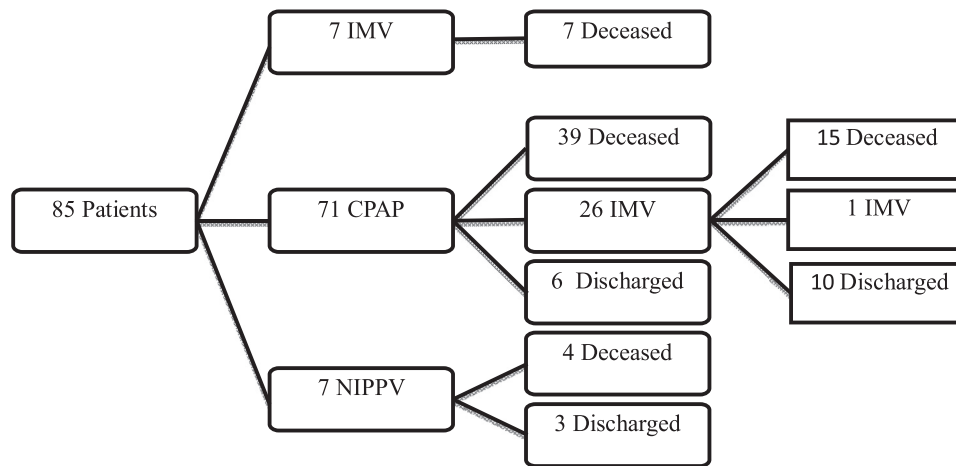 7 IMV
7 Deceased
39 Deceased
15 Deceased
85 Patients
71 CPAP
26 IMV
1 IMV
6 Discharged
10 Discharged
4 Deceased
7 NIPPV
3 Discharged